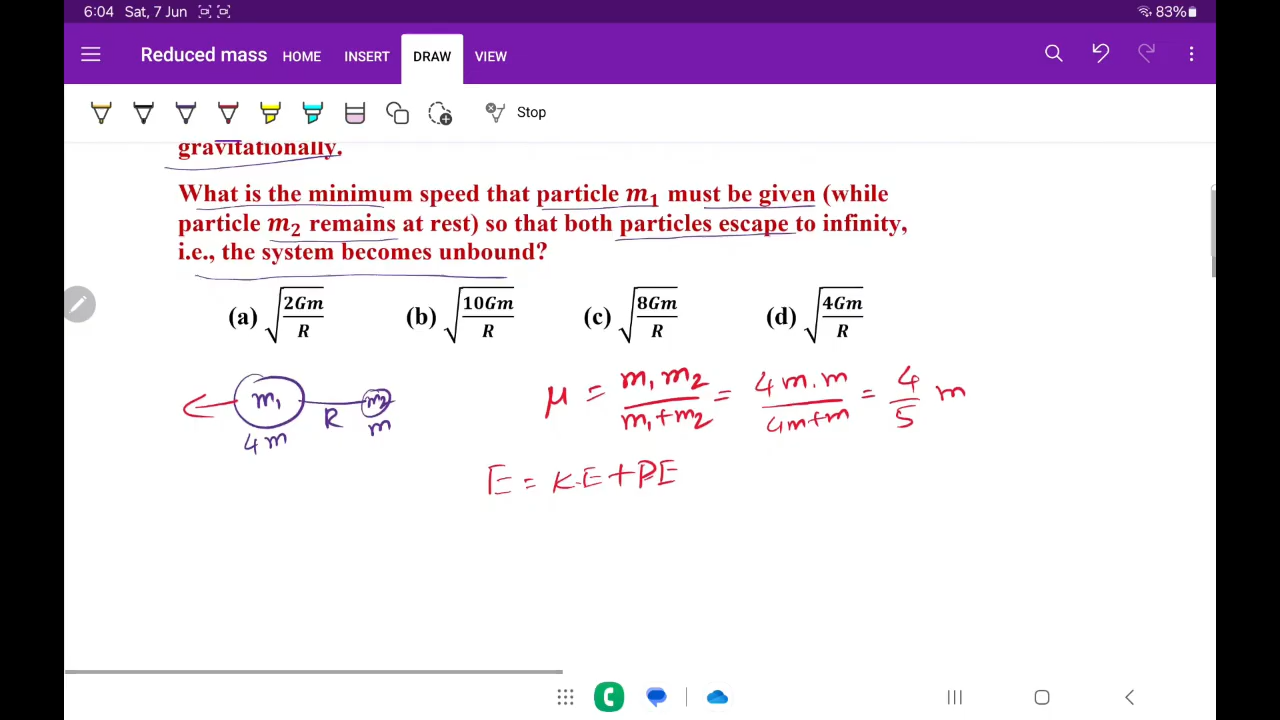 6:04 Sat, 7 Jun 83%
Reduced mass HOME INSERT DRAW VIEW
Stop
gravitationally.
What is the minimum speed that particle m₁ must be given (while
particle m₂ remains at rest) so that both particles escape to infinity,
i.e., the system becomes unbound?
(a) √(2Gm/R) (b) √(10Gm/R) (c) √(8Gm/R) (d) √(4Gm/R)
m₁ R m₂
4m m
μ = m₁m₂/(m₁+m₂) = 4m.m/(4m+m) = 4/5 m
E = K.E + PE